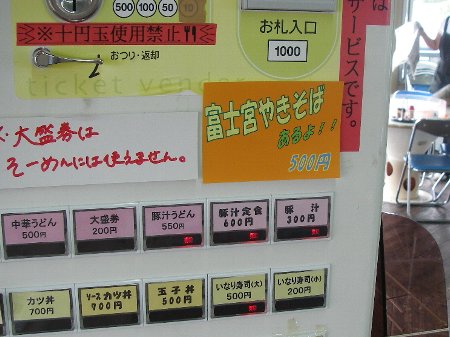 500 100 50
※十円玉使用禁止!!
おつり・返却
ticket vender
お札入口
1000
は
サービスです。
大盛券は
そーめんには使えません。
富士宮やきそば
あるよ!!
500円
中華うどん
500円
大盛券
200円
豚汁うどん
550円
豚汁定食
600円
豚汁
300円
カツ丼
700円
ソースカツ丼
700円
玉子丼
500円
いなり寿司(大)
500円
いなり寿司(小)
200円